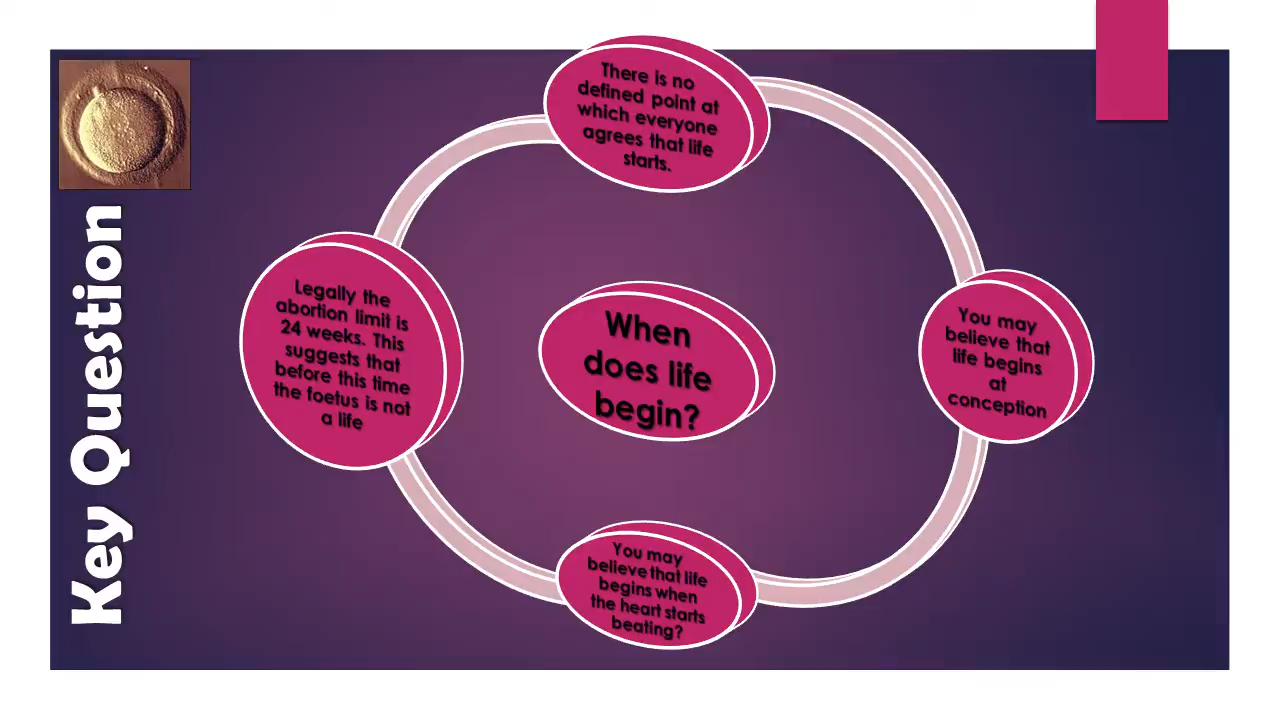 Key Question
There is no
defined point at
which everyone
agrees that life
starts.
You may
believe that
life begins
at
conception
You may
believe that life
begins when
the heart starts
beating?
Legally the
abortion limit is
24 weeks. This
suggests that
before this time
the foetus is not
a life
When
does life
begin?